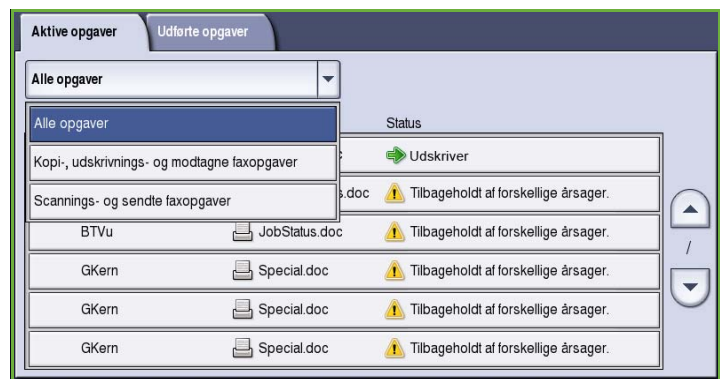 Aktive opgaver Udførte opgaver
Alle opgaver
Alle opgaver
Status
Kopi-, udskrivnings- og modtagne faxopgaver
Udskriver
Scannings- og sendte faxopgaver
s.doc Tilbageholdt af forskellige årsager.
BTVu JobStatus.doc Tilbageholdt af forskellige årsager.
/
GKern Special.doc Tilbageholdt af forskellige årsager.
GKern Special.doc Tilbageholdt af forskellige årsager.
GKern Special.doc Tilbageholdt af forskellige årsager.